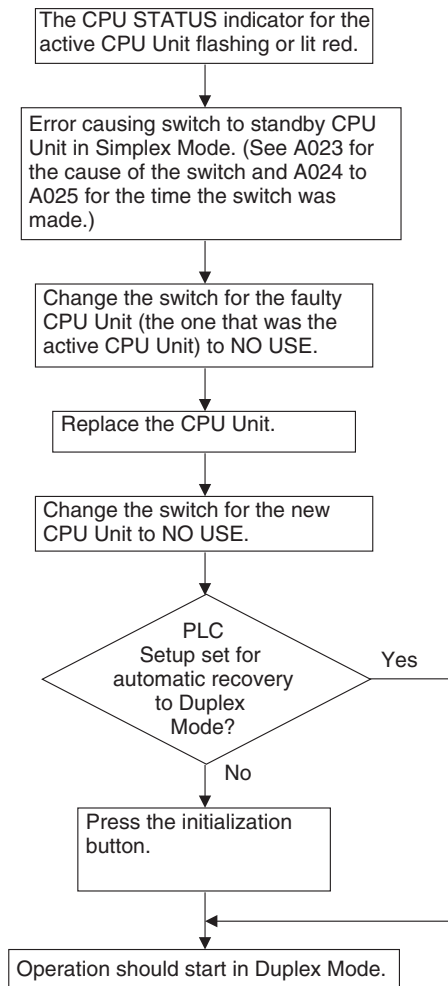 The CPU STATUS indicator for the
active CPU Unit flashing or lit red.
Error causing switch to standby CPU
Unit in Simplex Mode. (See A023 for
the cause of the switch and A024 to
A025 for the time the switch was
made.)
Change the switch for the faulty
CPU Unit (the one that was the
active CPU Unit) to NO USE.
Replace the CPU Unit.
Change the switch for the new
CPU Unit to NO USE.
PLC
Setup set for
automatic recovery
to Duplex
Mode?
Yes
No
Press the initialization
button.
Operation should start in Duplex Mode.